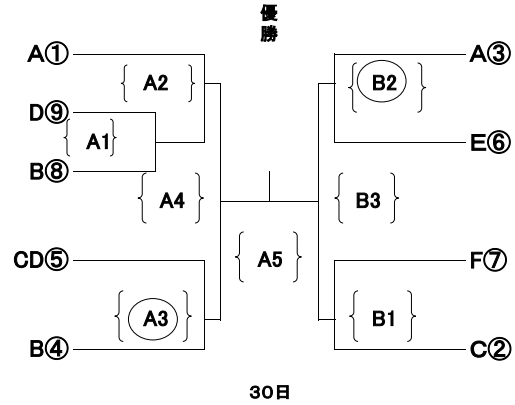 優
勝
A①
A③
{ A2 }
{ B2 }
D⑨
{ A1 }
E⑥
B⑧
{ A4 }
{ B3 }
CD⑤
{ A5 }
F⑦
{ A3 }
{ B1 }
B④
C②
30日